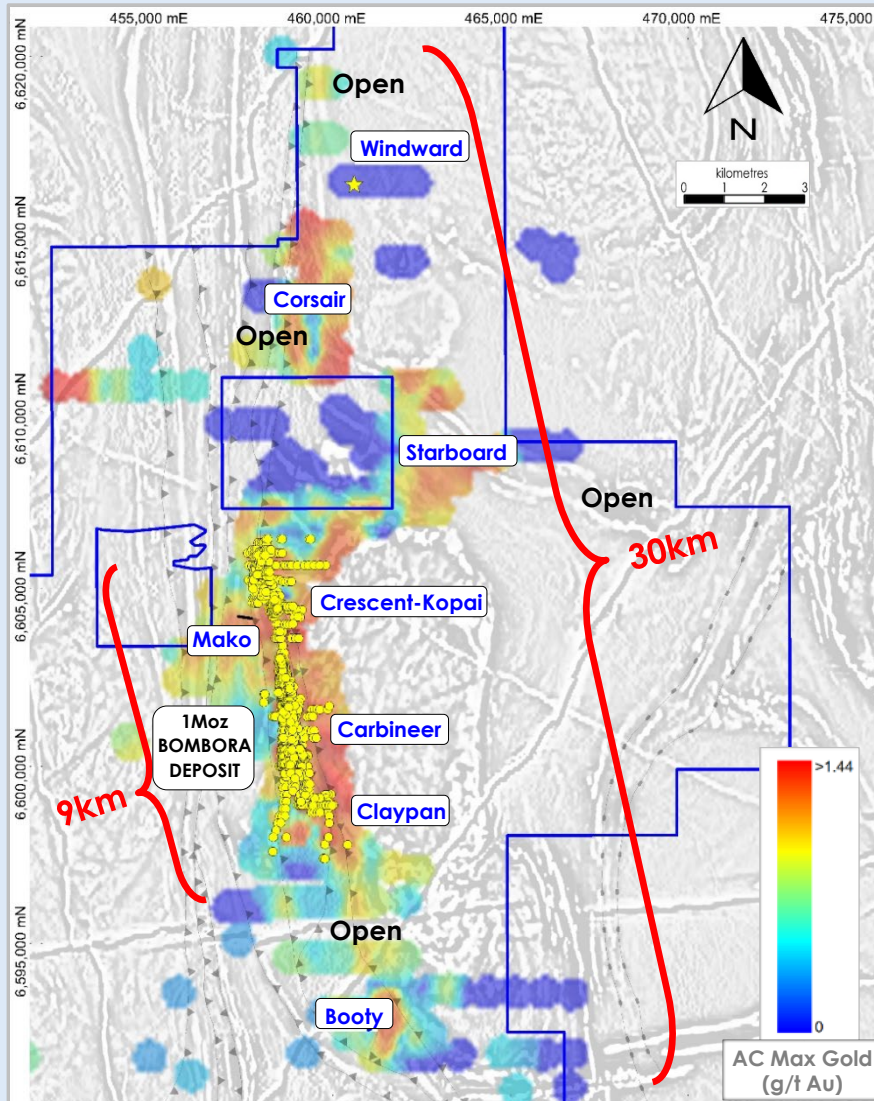 455,000 mE
460,000 mE
465,000 mE
470,000 mE
475,000
6,620,000 mN
Open
N
Windward
kilometres
0 1 2 3
6,615,000 mN
Corsair
Open
6,610,000 mN
Starboard
Open
30km
6,605,000 mN
Crescent-Kopai
Mako
1Moz
BOMBORA
DEPOSIT
Carbineer
9km
6,600,000 mN
Claypan
>1.44
0
AC Max Gold
(g/t Au)
Open
6,595,000 mN
Booty